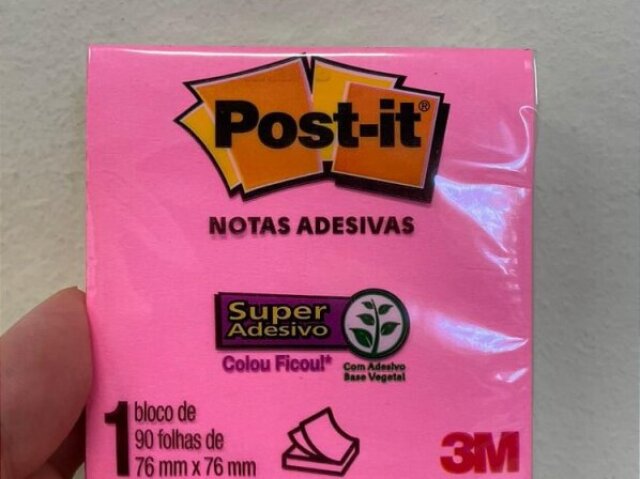 Post-it®
NOTAS ADESIVAS
Super
Adesivo
Colou Ficou!*
Com Adesivo
Base Vegetal
1 bloco de
90 folhas de
76 mm x 76 mm
3M